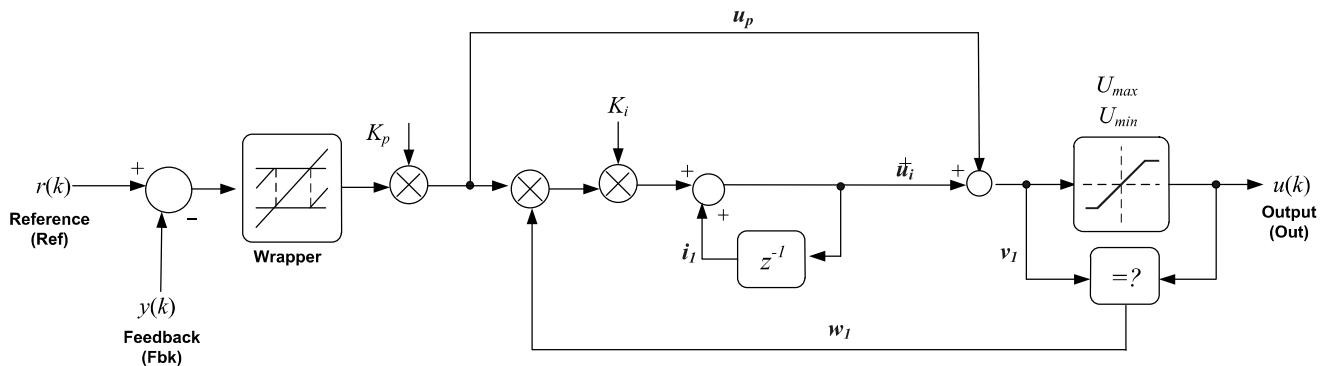 u_p
U_max
U_min
K_p
K_i
r(k)
+
−
Reference
(Ref)
Wrapper
+
+
i_1
z^-1
+
u_i
+
v_1
=?
u(k)
Output
(Out)
y(k)
Feedback
(Fbk)
w_1